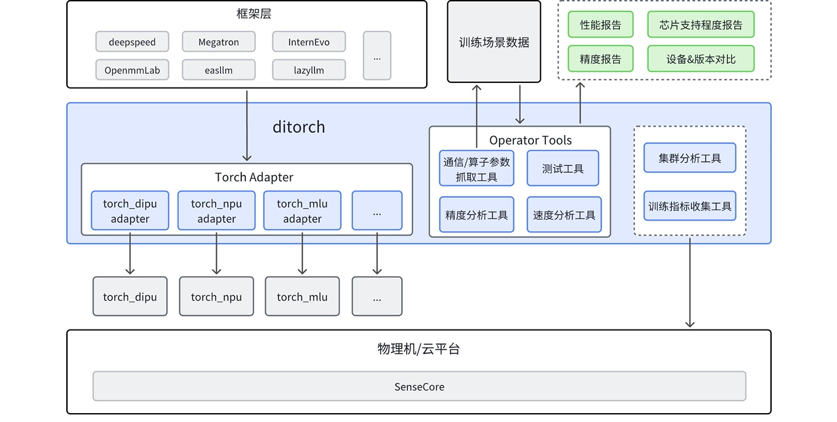 框架层
deepspeed
Megatron
InternEvo
...
OpenmmLab
easllm
lazyllm
训练场景数据
性能报告
芯片支持程度报告
精度报告
设备&版本对比
ditorch
Torch Adapter
torch_dipu
adapter
torch_npu
adapter
torch_mlu
adapter
...
Operator Tools
通信/算子参数
抓取工具
测试工具
精度分析工具
速度分析工具
集群分析工具
训练指标收集工具
torch_dipu
torch_npu
torch_mlu
...
物理机/云平台
SenseCore